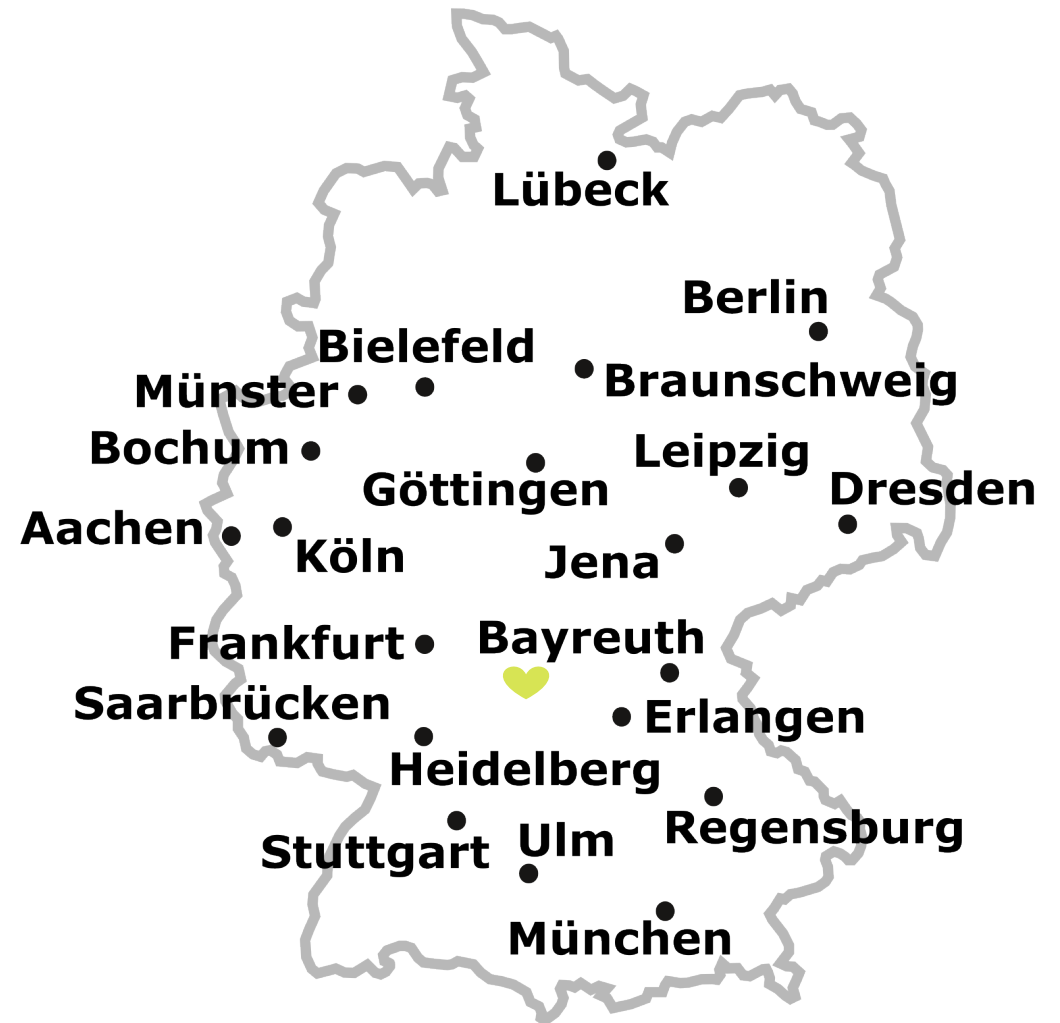 Lübeck
Berlin
Bielefeld
Braunschweig
Münster
Bochum
Leipzig
Göttingen
Dresden
Aachen
Köln
Jena
Frankfurt
Bayreuth
Saarbrücken
Erlangen
Heidelberg
Regensburg
Ulm
Stuttgart
München